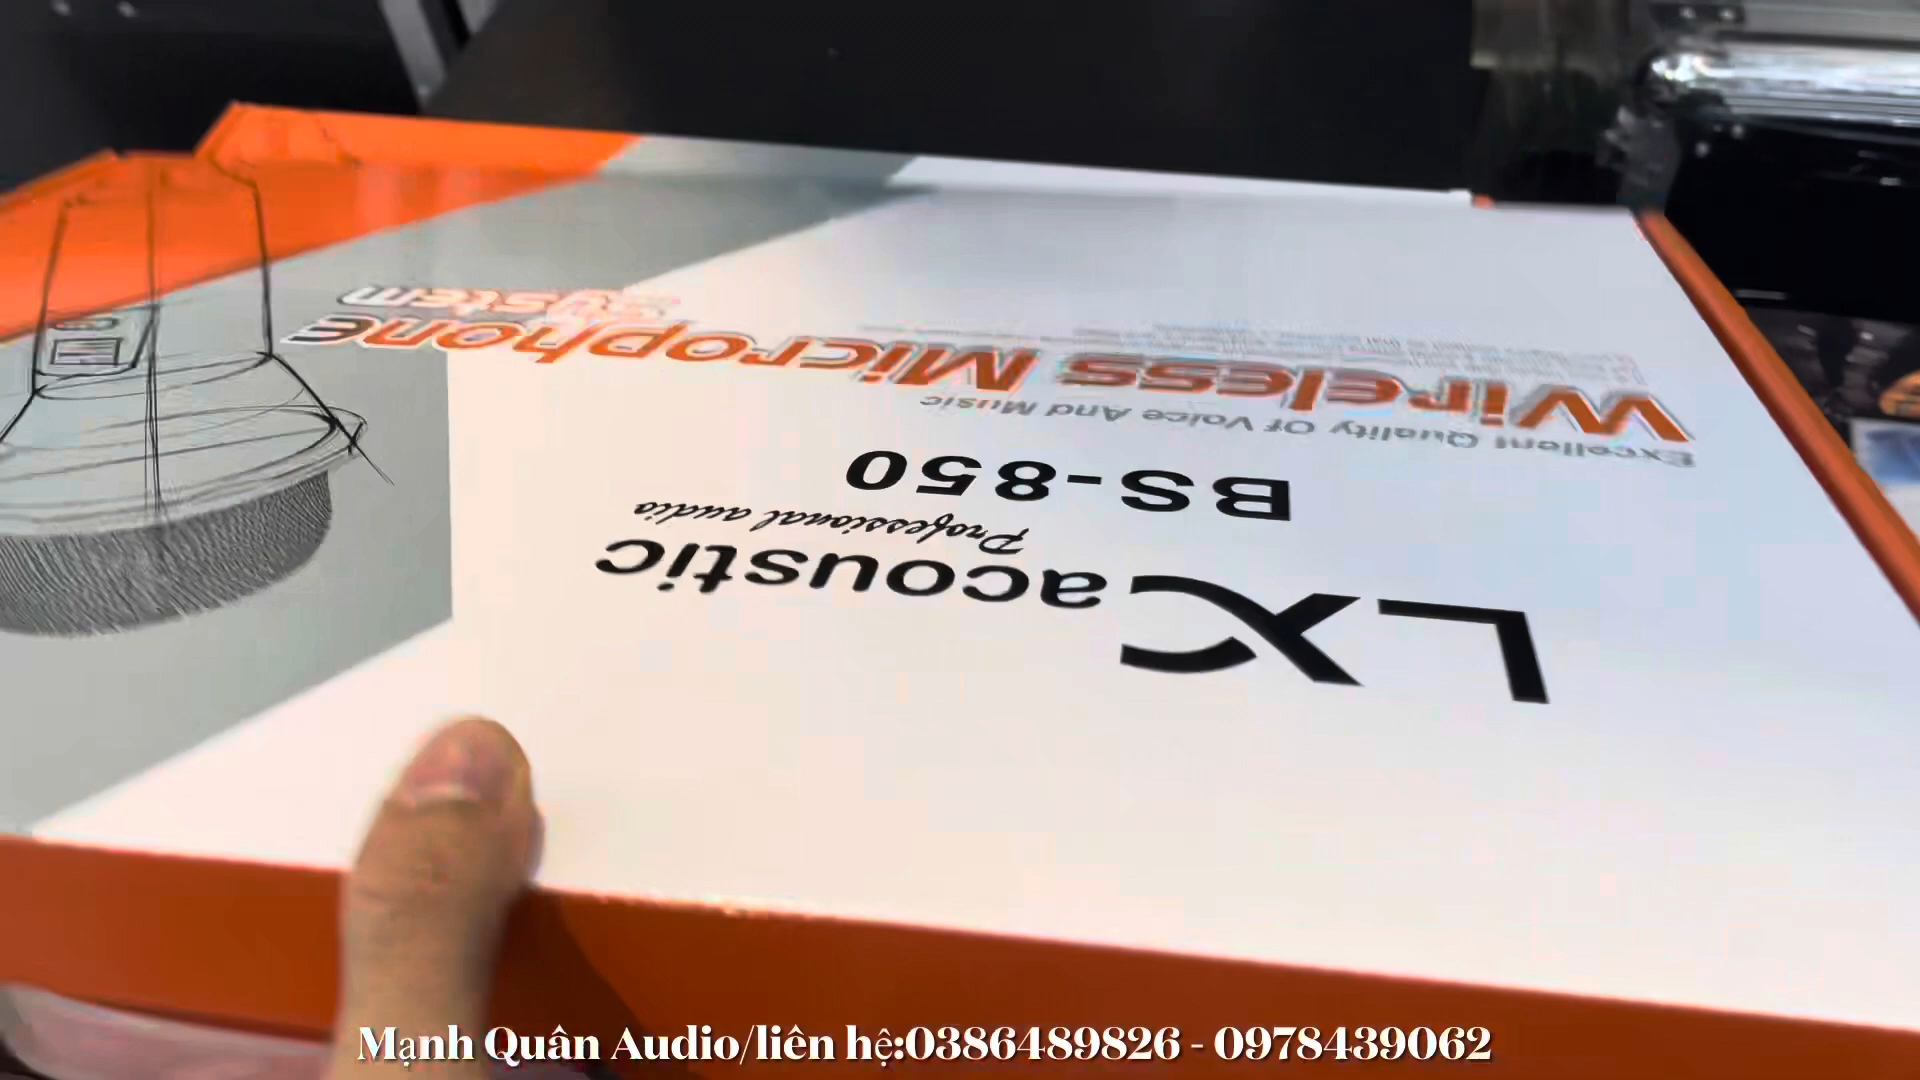 LX acoustic
Professional audio
BS-850
Excellent Quality Of Voice And Music
Wireless Microphone
System
Mạnh Quân Audio/liên hệ:0386489826 - 0978439062